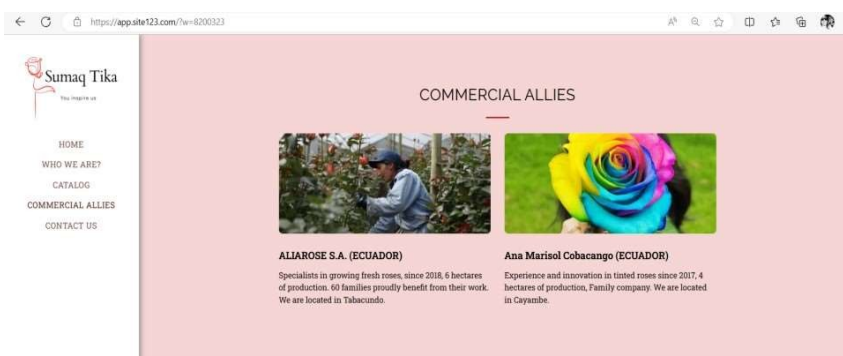 https://app.site123.com/?w=8200323
Sumaq Tika
You inspire us
HOME
WHO WE ARE?
CATALOG
COMMERCIAL ALLIES
CONTACT US
COMMERCIAL ALLIES
ALIAROSE S.A. (ECUADOR)
Specialists in growing fresh roses, since 2018, 6 hectares
of production. 60 families proudly benefit from their work.
We are located in Tabacundo.
Ana Marisol Cobacango (ECUADOR)
Experience and innovation in tinted roses since 2017, 4
hectares of production, Family company. We are located
in Cayambe.